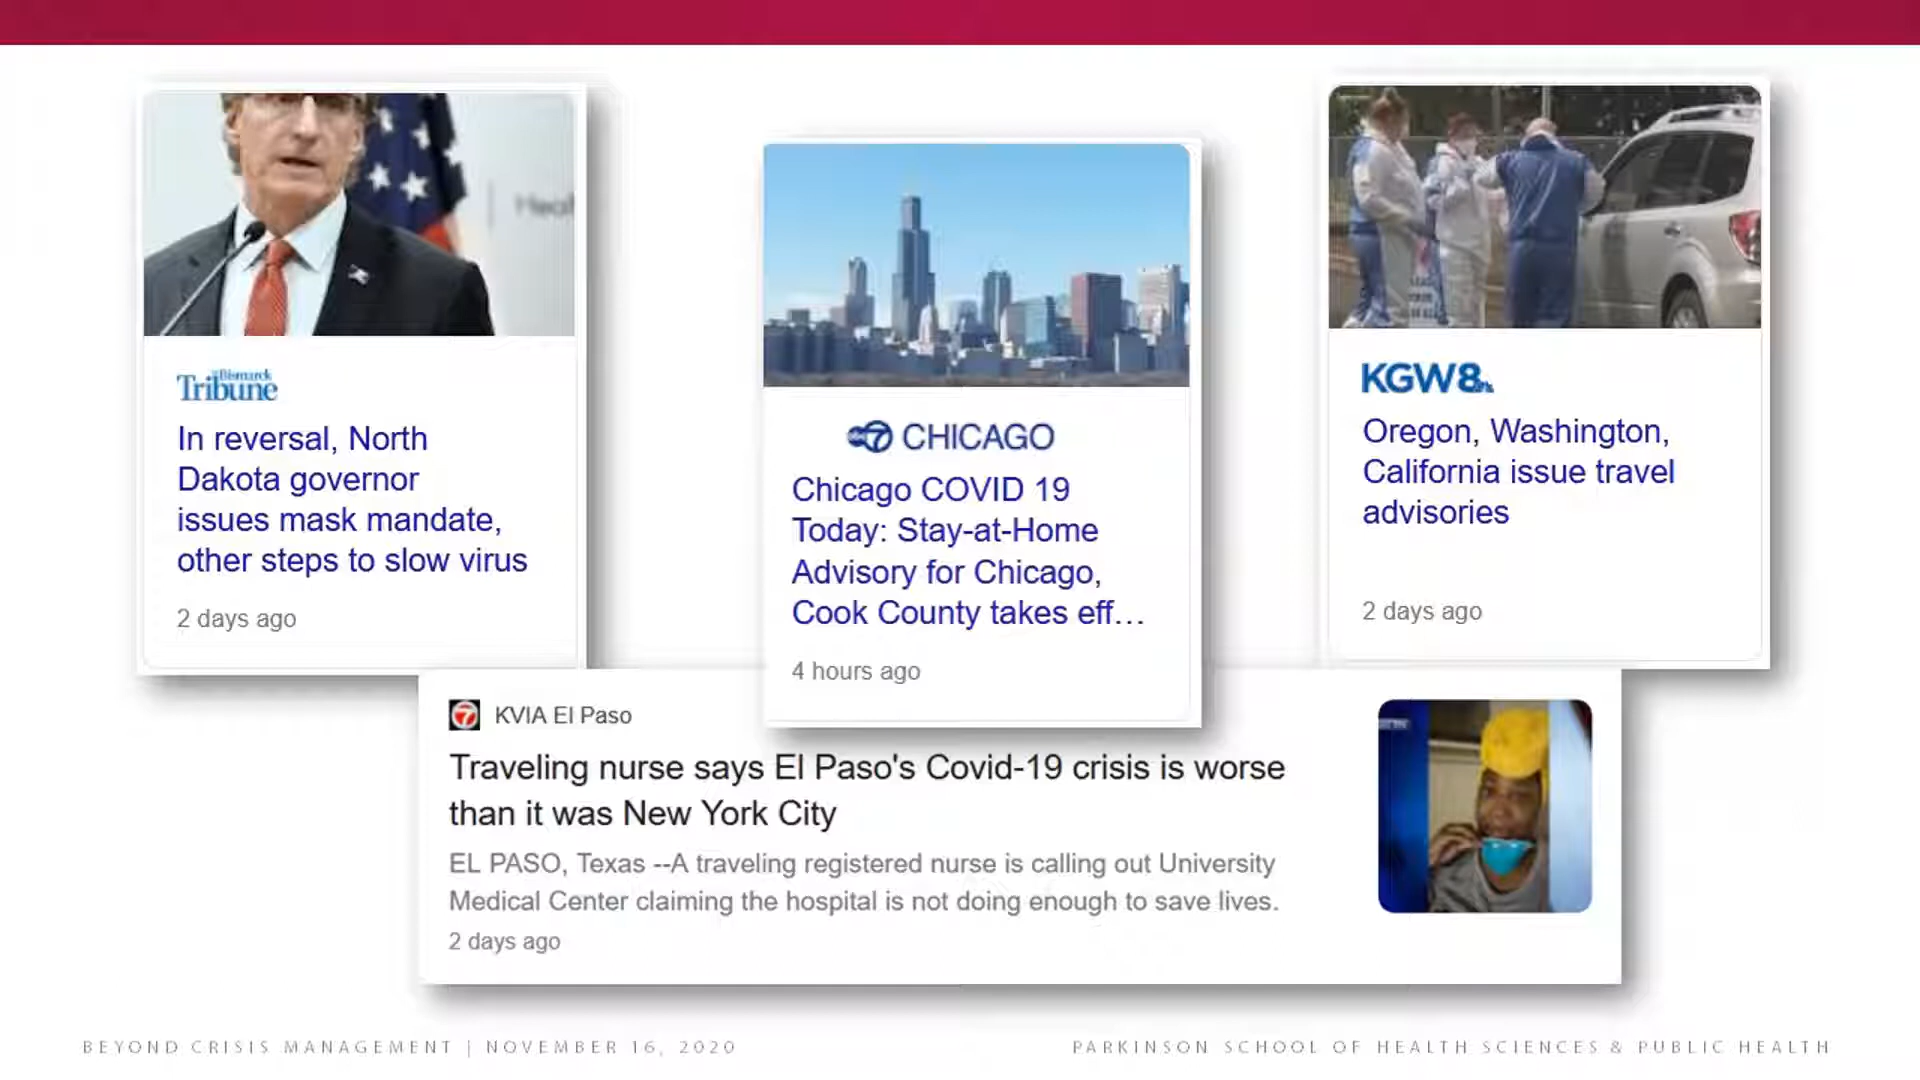 Heal
The Bismarck
Tribune
In reversal, North
Dakota governor
issues mask mandate,
other steps to slow virus
2 days ago
abc 7 CHICAGO
Chicago COVID 19
Today: Stay-at-Home
Advisory for Chicago,
Cook County takes eff...
4 hours ago
KGW8
Oregon, Washington,
California issue travel
advisories
2 days ago
7 KVIA El Paso
Traveling nurse says El Paso's Covid-19 crisis is worse
than it was New York City
EL PASO, Texas --A traveling registered nurse is calling out University
Medical Center claiming the hospital is not doing enough to save lives.
2 days ago
BEYOND CRISIS MANAGEMENT | NOVEMBER 16, 2020
PARKINSON SCHOOL OF HEALTH SCIENCES & PUBLIC HEALTH